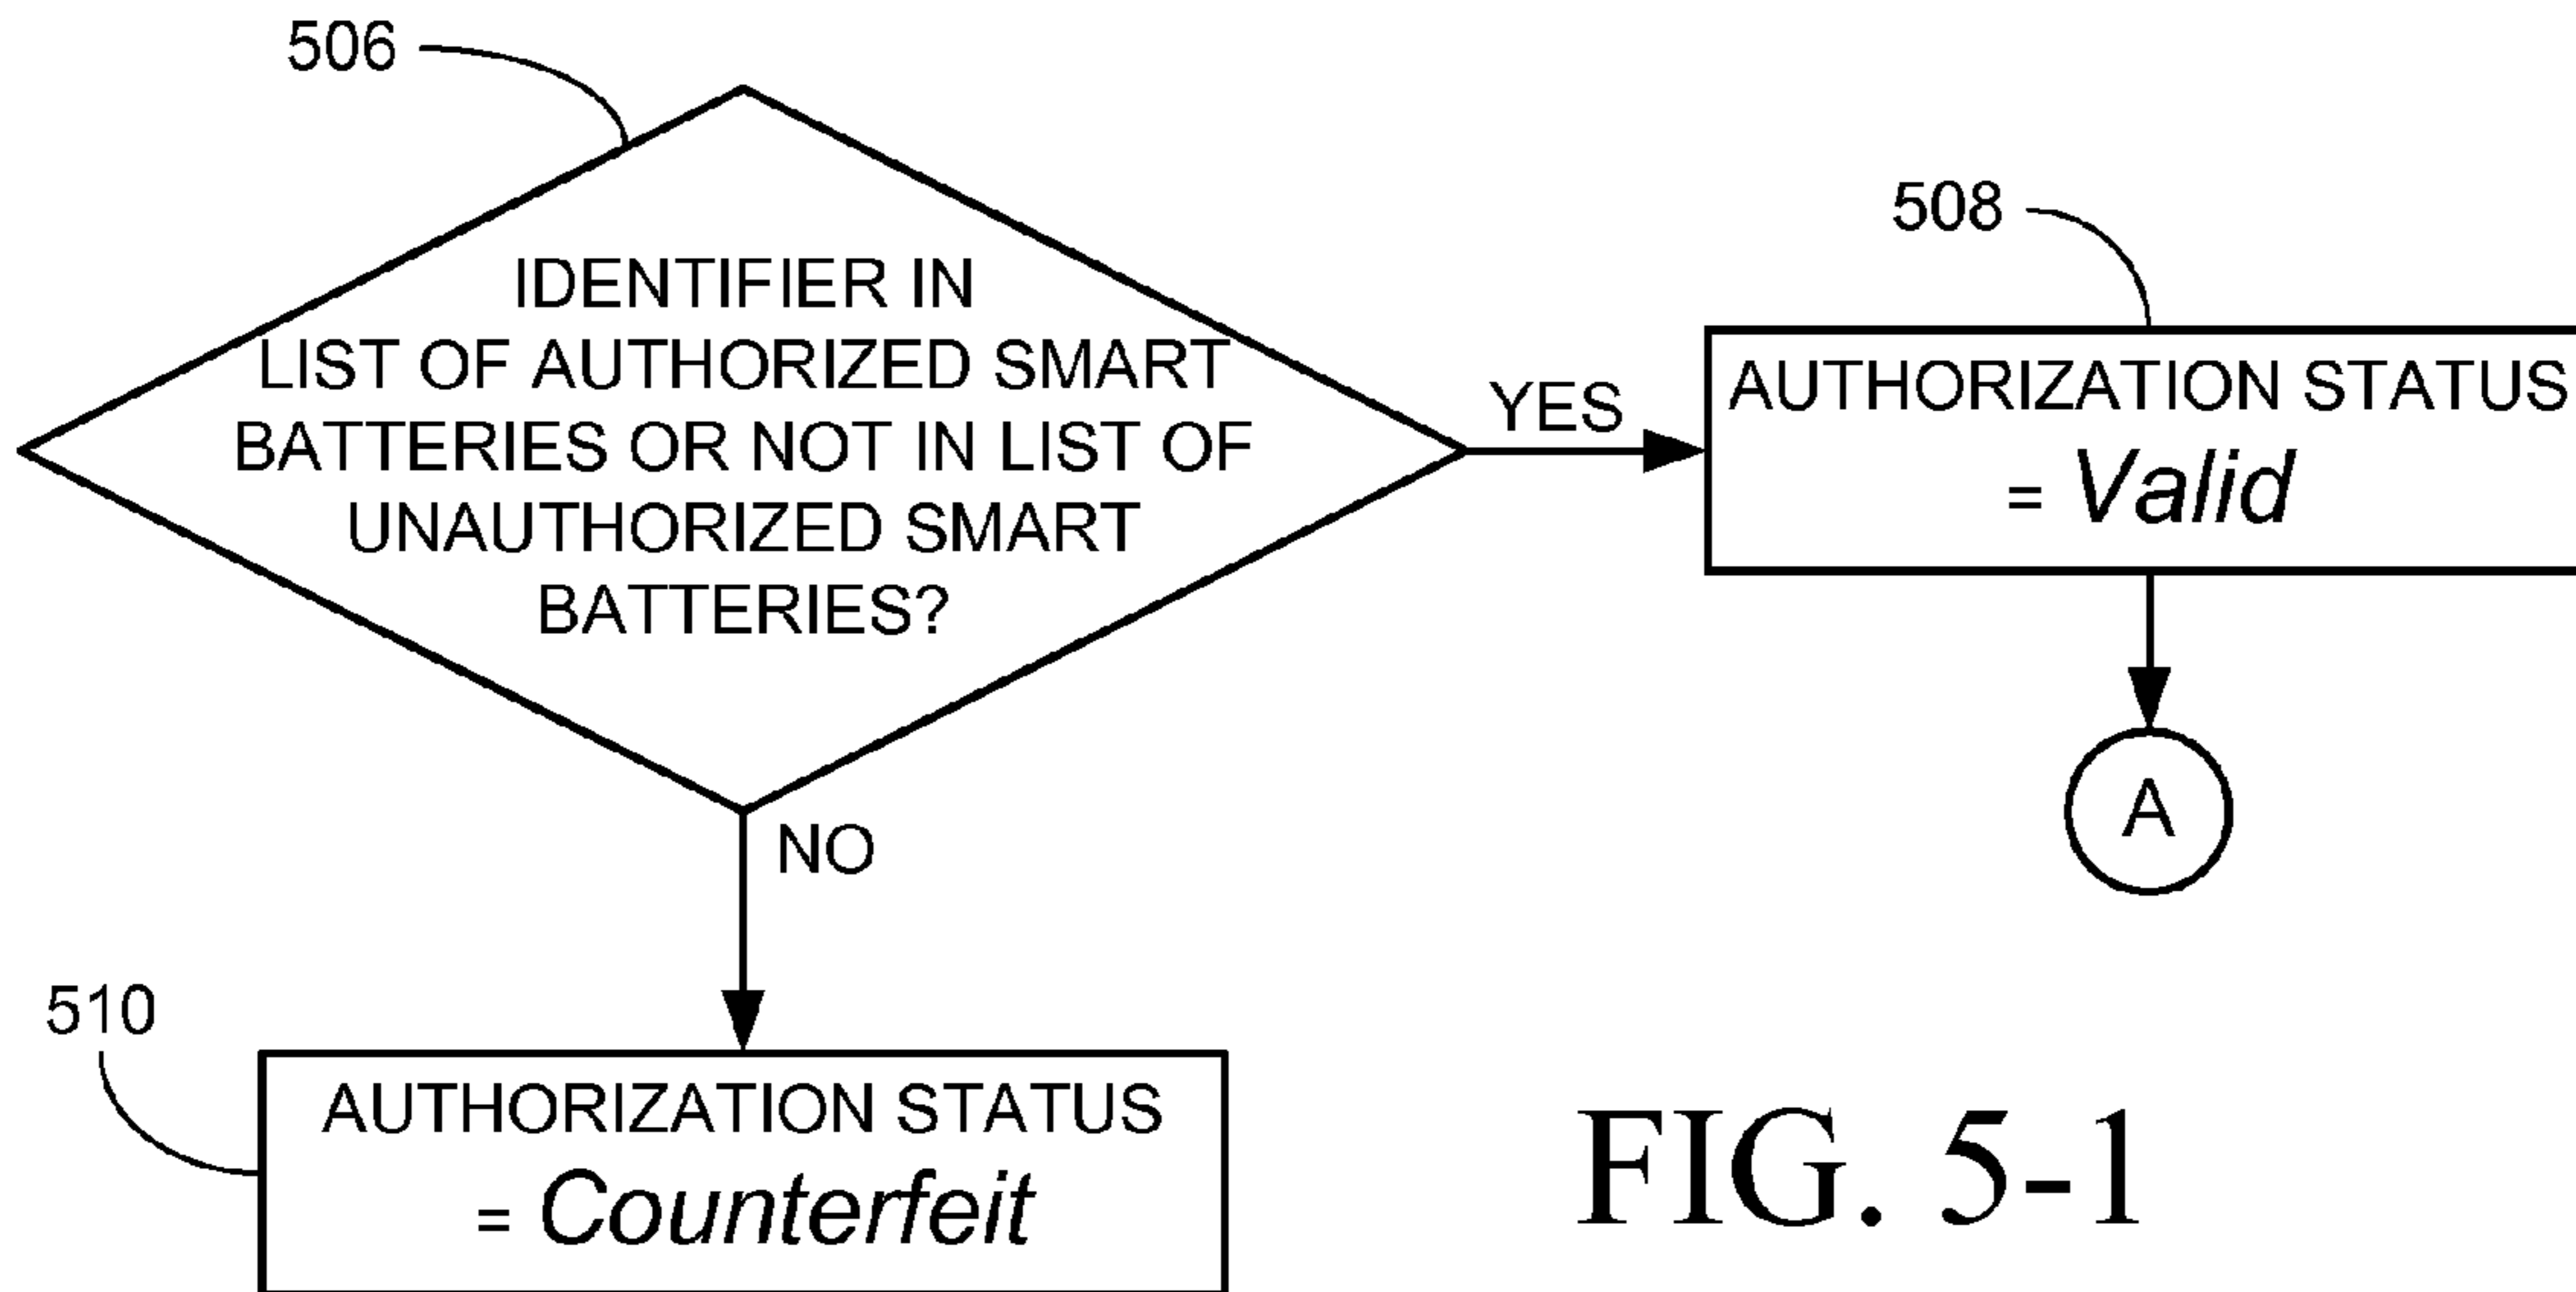 506
IDENTIFIER IN
LIST OF AUTHORIZED SMART
BATTERIES OR NOT IN LIST OF
UNAUTHORIZED SMART
BATTERIES?
YES
508
AUTHORIZATION STATUS
= Valid
A
NO
510
AUTHORIZATION STATUS
= Counterfeit
FIG. 5-1